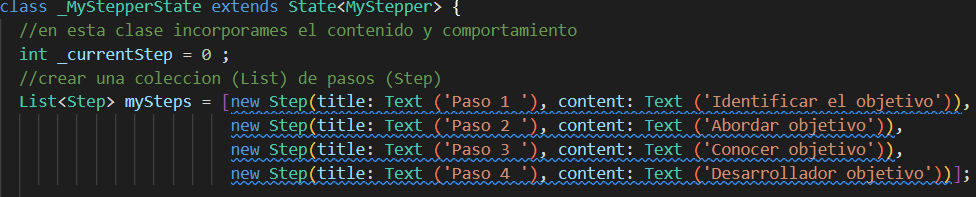 class _MyStepperState extends State<MyStepper> {
//en esta clase incorporames el contenido y comportamiento
int _currentStep = 0 ;
//crear una coleccion (List) de pasos (Step)
List<Step> mySteps = [new Step(title: Text ('Paso 1 '), content: Text ('Identificar el objetivo')),
new Step(title: Text ('Paso 2 '), content: Text ('Abordar objetivo')),
new Step(title: Text ('Paso 3 '), content: Text ('Conocer objetivo')),
new Step(title: Text ('Paso 4 '), content: Text ('Desarrollador objetivo'))];